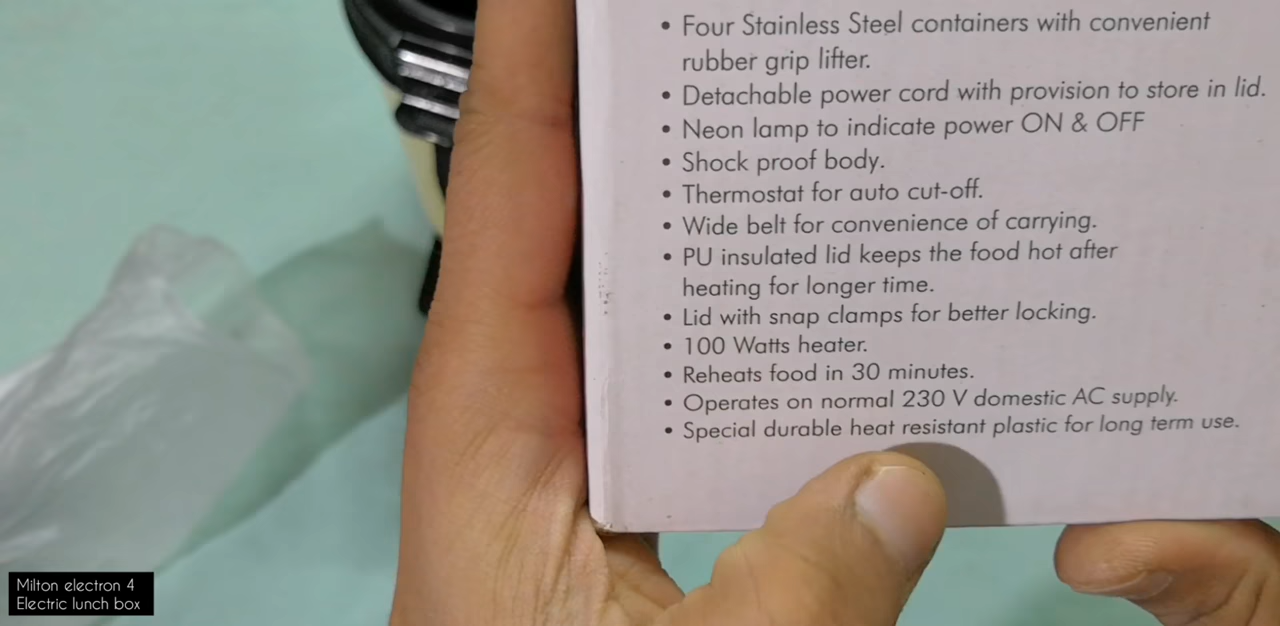 • Four Stainless Steel containers with convenient
rubber grip lifter.
• Detachable power cord with provision to store in lid.
• Neon lamp to indicate power ON & OFF
• Shock proof body.
• Thermostat for auto cut-off.
• Wide belt for convenience of carrying.
• PU insulated lid keeps the food hot after
heating for longer time.
• Lid with snap clamps for better locking.
• 100 Watts heater.
• Reheats food in 30 minutes.
• Operates on normal 230 V domestic AC supply.
• Special durable heat resistant plastic for long term use.
Milton electron 4
Electric lunch box